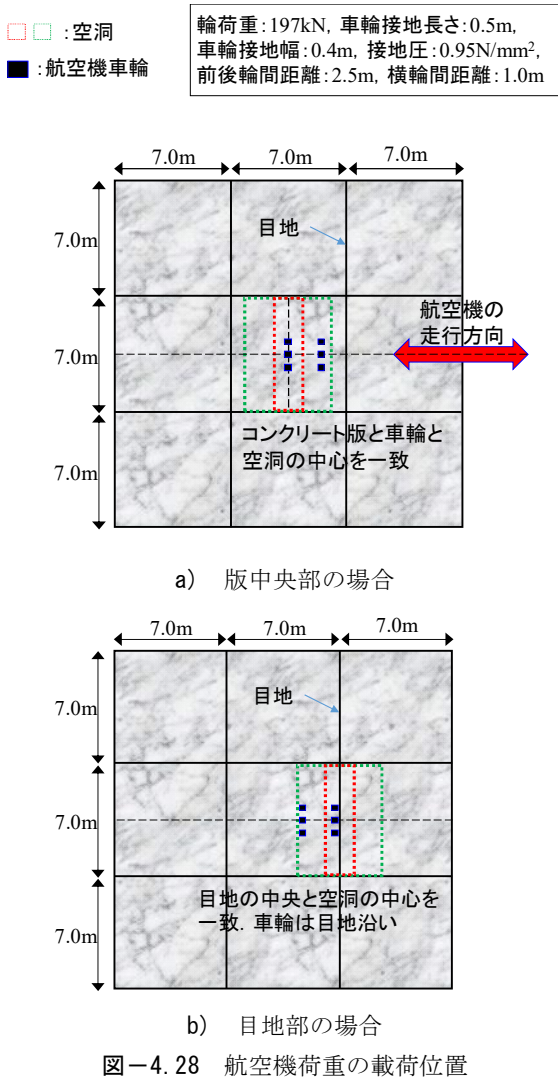 :空洞
:航空機車輪
輪荷重:197kN, 車輪接地長さ:0.5m,
車輪接地幅:0.4m, 接地圧:0.95N/mm²,
前後輪間距離:2.5m, 横輪間距離:1.0m
7.0m 7.0m 7.0m
7.0m
目地
7.0m
航空機の
走行方向
7.0m
コンクリート版と車輪と
空洞の中心を一致
a) 版中央部の場合
7.0m 7.0m 7.0m
7.0m
目地
7.0m
7.0m
目地の中央と空洞の中心を
一致. 車輪は目地沿い
b) 目地部の場合
図-4.28 航空機荷重の載荷位置